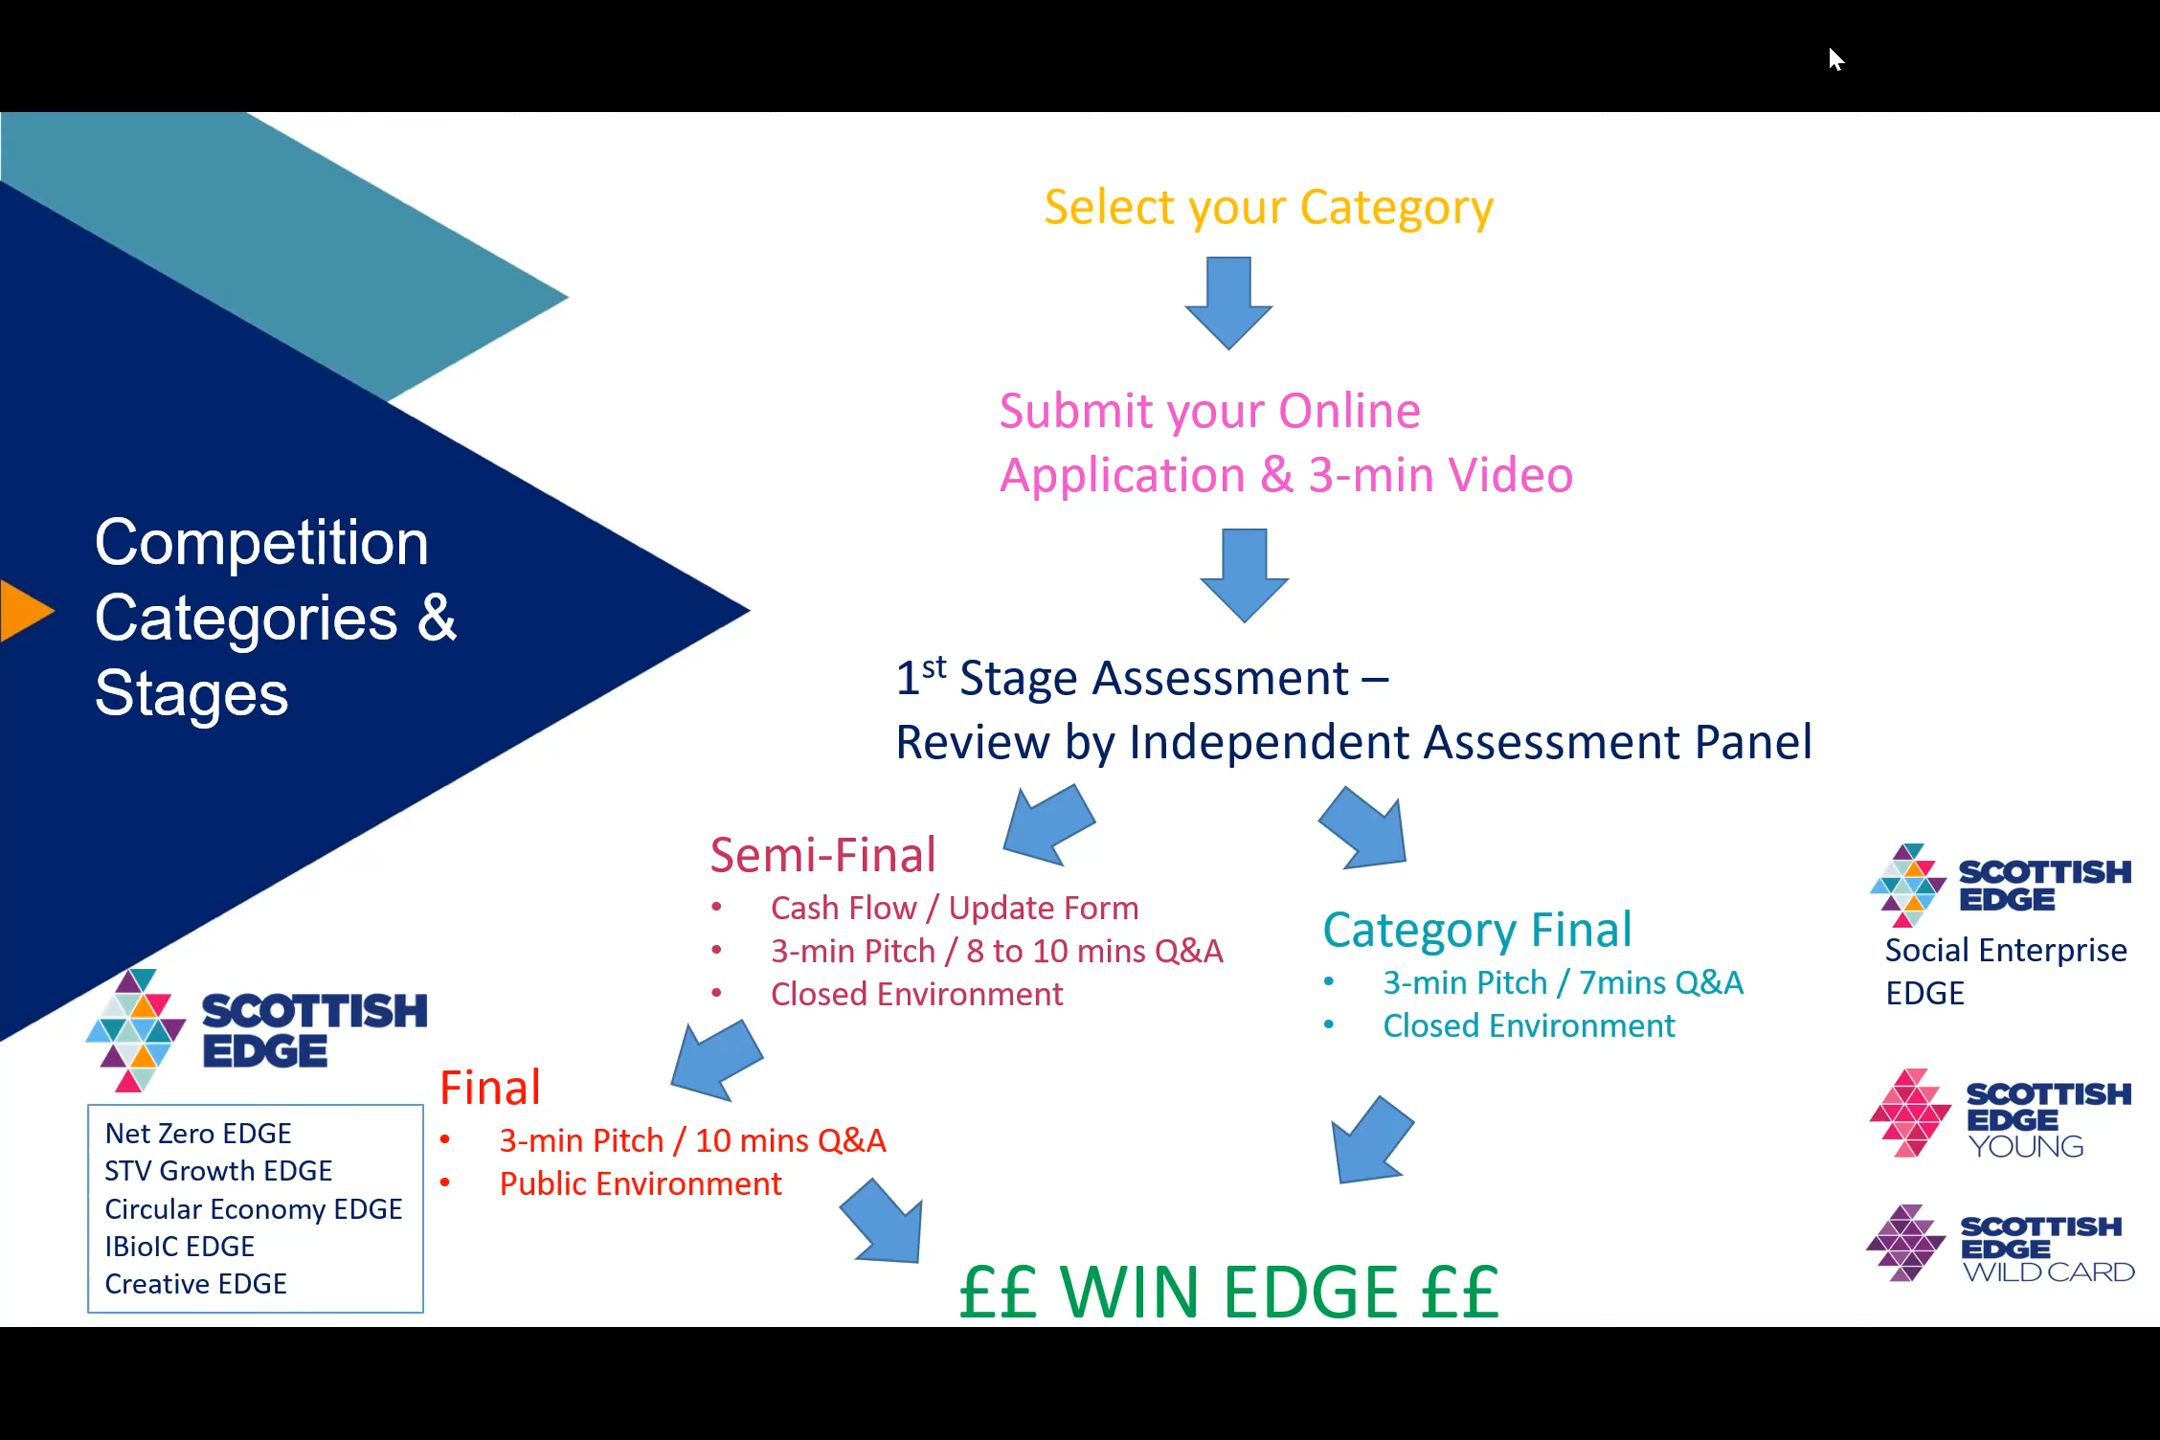 Competition
Categories &
Stages
Select your Category
Submit your Online
Application & 3-min Video
1st Stage Assessment –
Review by Independent Assessment Panel
Semi-Final
• Cash Flow / Update Form
• 3-min Pitch / 8 to 10 mins Q&A
• Closed Environment
Category Final
• 3-min Pitch / 7mins Q&A
• Closed Environment
Final
• 3-min Pitch / 10 mins Q&A
• Public Environment
££ WIN EDGE ££
SCOTTISH
EDGE
Net Zero EDGE
STV Growth EDGE
Circular Economy EDGE
IBioIC EDGE
Creative EDGE
SCOTTISH
EDGE
Social Enterprise
EDGE
SCOTTISH
EDGE
YOUNG
SCOTTISH
EDGE
WILD CARD